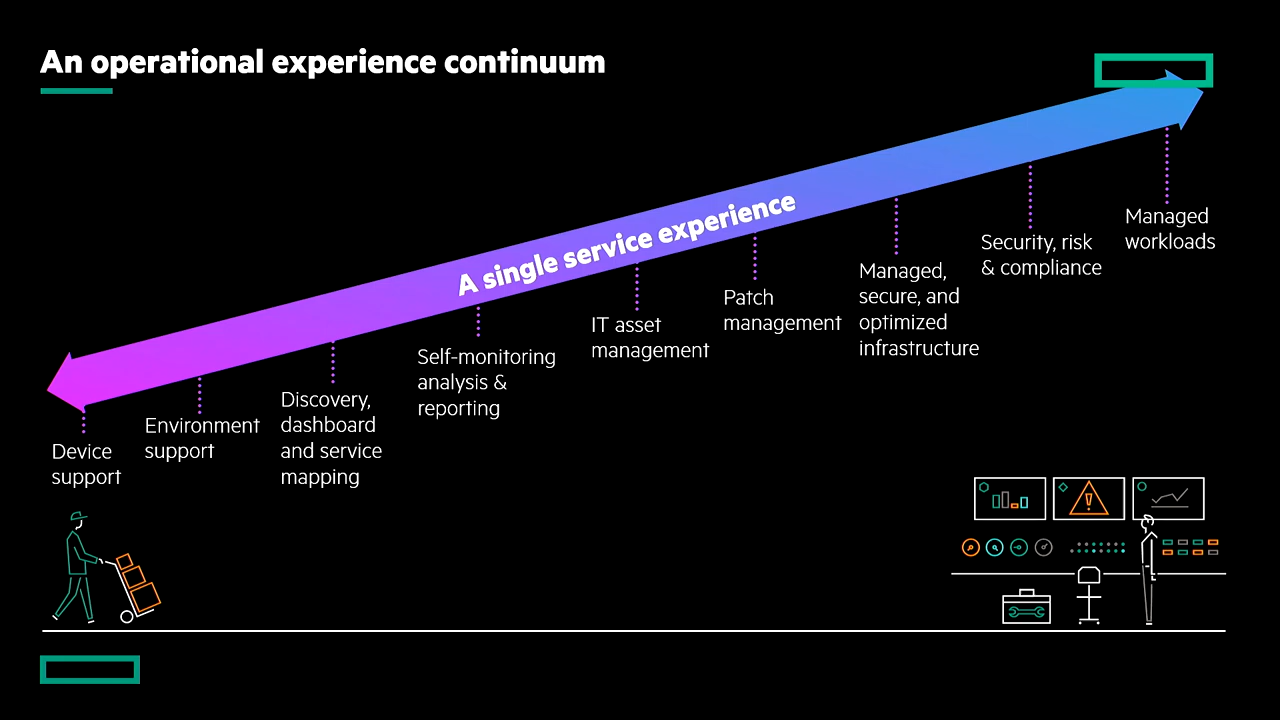 An operational experience continuum
A single service experience
Device
support
Environment
support
Discovery,
dashboard
and service
mapping
Self-monitoring
analysis &
reporting
IT asset
management
Patch
management
Managed,
secure, and
optimized
infrastructure
Security, risk
& compliance
Managed
workloads